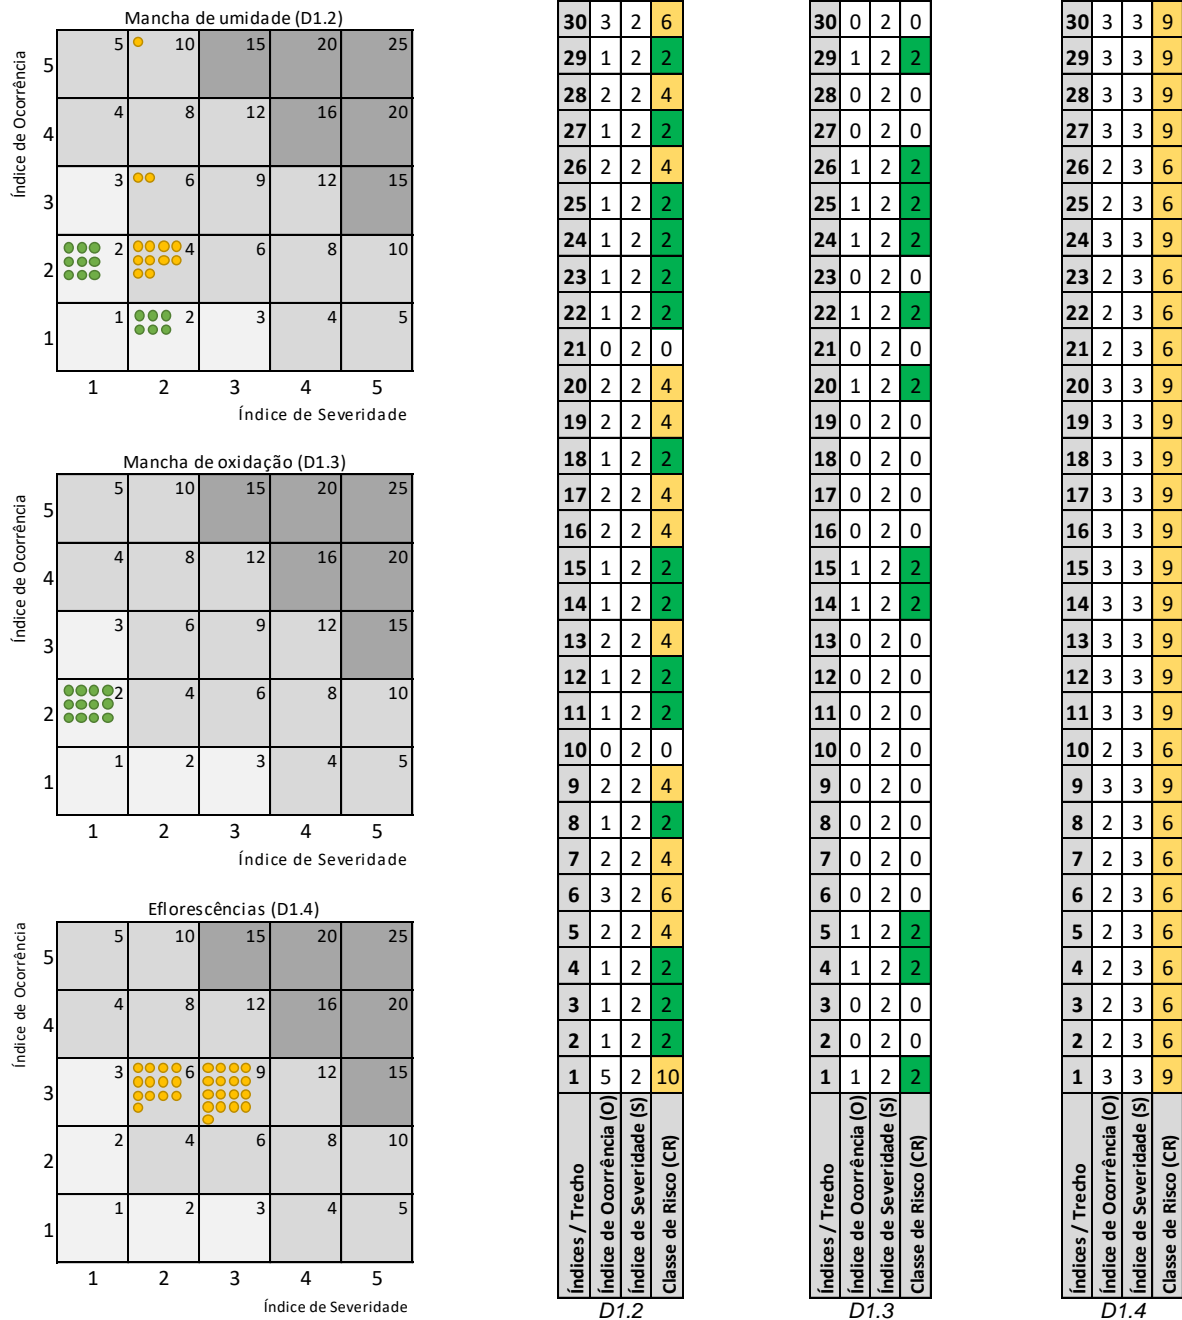 Mancha de umidade (D1.2)
Índice de Ocorrência
5 5 10 15 20 25
4 4 8 12 16 20
3 3 6 9 12 15
2 2 4 6 8 10
1 1 2 3 4 5
1 2 3 4 5
Índice de Severidade
Mancha de oxidação (D1.3)
Índice de Ocorrência
5 5 10 15 20 25
4 4 8 12 16 20
3 3 6 9 12 15
2 2 4 6 8 10
1 1 2 3 4 5
1 2 3 4 5
Índice de Severidade
Eflorescências (D1.4)
Índice de Ocorrência
5 5 10 15 20 25
4 4 8 12 16 20
3 3 6 9 12 15
2 2 4 6 8 10
1 1 2 3 4 5
1 2 3 4 5
Índice de Severidade
30 3 2 6
29 1 2 2
28 2 2 4
27 1 2 2
26 2 2 4
25 1 2 2
24 1 2 2
23 1 2 2
22 1 2 2
21 0 2 0
20 2 2 4
19 2 2 4
18 1 2 2
17 2 2 4
16 2 2 4
15 1 2 2
14 1 2 2
13 2 2 4
12 1 2 2
11 1 2 2
10 0 2 0
9 2 2 4
8 1 2 2
7 2 2 4
6 3 2 6
5 2 2 4
4 1 2 2
3 1 2 2
2 1 2 2
1 5 2 10
Índices / Trecho
Índice de Ocorrência (O)
Índice de Severidade (S)
Classe de Risco (CR)
D1.2
30 0 2 0
29 1 2 2
28 0 2 0
27 0 2 0
26 1 2 2
25 1 2 2
24 1 2 2
23 0 2 0
22 1 2 2
21 0 2 0
20 1 2 2
19 0 2 0
18 0 2 0
17 0 2 0
16 0 2 0
15 1 2 2
14 1 2 2
13 0 2 0
12 0 2 0
11 0 2 0
10 0 2 0
9 0 2 0
8 0 2 0
7 0 2 0
6 0 2 0
5 1 2 2
4 1 2 2
3 0 2 0
2 0 2 0
1 1 2 2
Índices / Trecho
Índice de Ocorrência (O)
Índice de Severidade (S)
Classe de Risco (CR)
D1.3
30 3 3 9
29 3 3 9
28 3 3 9
27 3 3 9
26 2 3 6
25 2 3 6
24 3 3 9
23 2 3 6
22 2 3 6
21 2 3 6
20 3 3 9
19 3 3 9
18 3 3 9
17 3 3 9
16 3 3 9
15 3 3 9
14 3 3 9
13 3 3 9
12 3 3 9
11 3 3 9
10 2 3 6
9 3 3 9
8 2 3 6
7 2 3 6
6 2 3 6
5 2 3 6
4 2 3 6
3 2 3 6
2 2 3 6
1 3 3 9
Índices / Trecho
Índice de Ocorrência (O)
Índice de Severidade (S)
Classe de Risco (CR)
D1.4